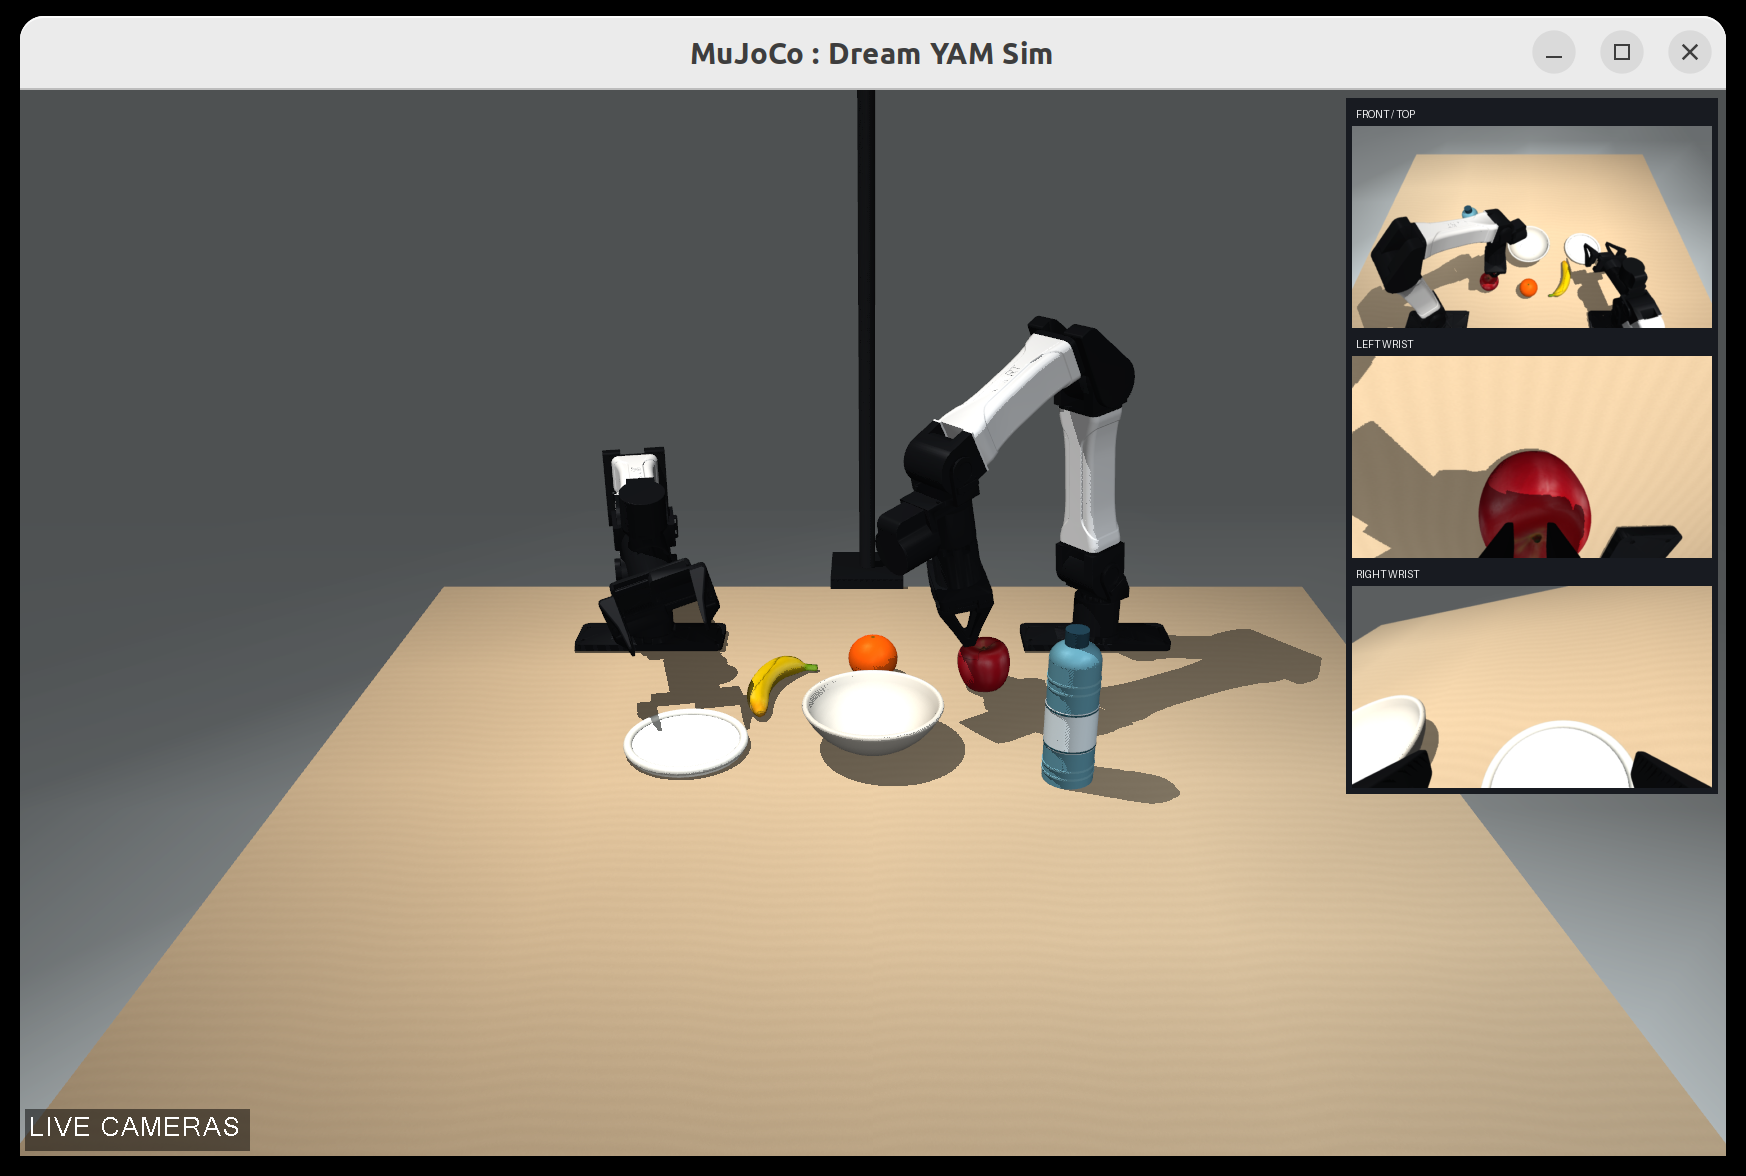 MuJoCo : Dream YAM Sim
FRONT / TOP
LEFT WRIST
RIGHT WRIST
LIVE CAMERAS